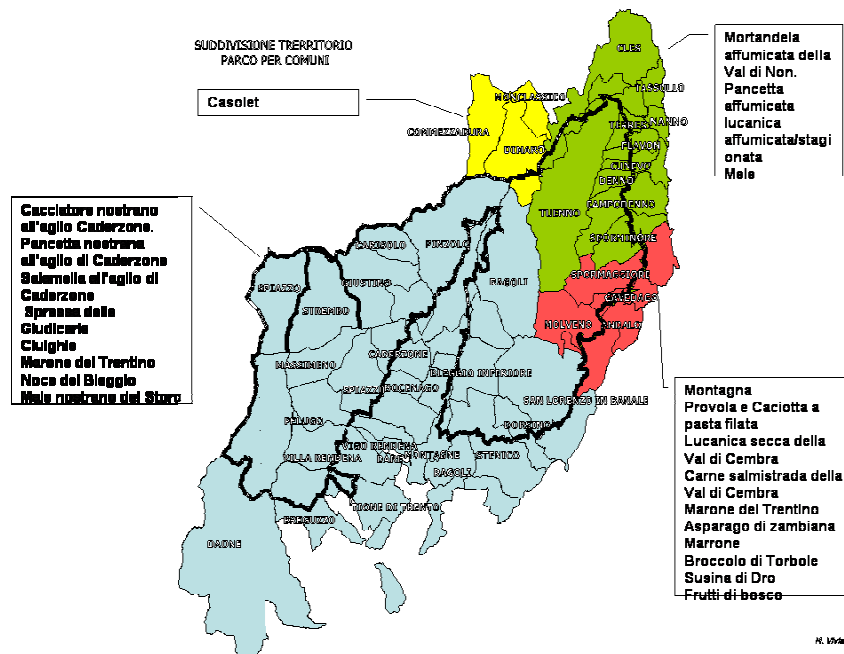 SUDDIVISIONE TRERRITORIO
PARCO PER COMUNI
Casolet
Mortandela
affumicata della
Val di Non.
Pancetta
affumicata
lucanica
affumicata/stagi
onata
Mele
Cacciatore nostrano
all'aglio Caderzone.
Pancetta nostrana
all'aglio di Caderzone
Salamella all'aglio di
Caderzone
Spressa delle
Giudicarie
Ciuighe
Marone del Trentino
Noce del Bleggio
Mele nostrane del Storo
Montagna
Provola e Caciotta a
pasta filata
Lucanica secca della
Val di Cembra
Carne salmistrada della
Val di Cembra
Marone del Trentino
Asparago di zambiana
Marrone
Broccolo di Torbole
Susina di Dro
Frutti di bosco
CLES
TASSULLO
MONCLASSICO
NANNO
TERRES
COMMEZZADURA
FLAVON
DIMARO
CUNEVO
DENNO
CAMPODENNO
TUENNO
SPORMINORE
CARISOLO
PINZOLO
SPORMAGGIORE
RAGOLI
GIUSTINO
SPIAZZO
CAVEDAGO
STREMBO
MOLVENO
ANDALO
CADERZONE
MASSIMENO
BLEGGIO INFERIORE
SPIAZZO
BOCENAGO
SAN LORENZO IN BANALE
PELUGO
DORSINO
VIGO RENDENA
VILLA RENDENA
DARE'
MONTAGNE
STENICO
RAGOLI
TIONE DI TRENTO
BREGUZZO
DAONE